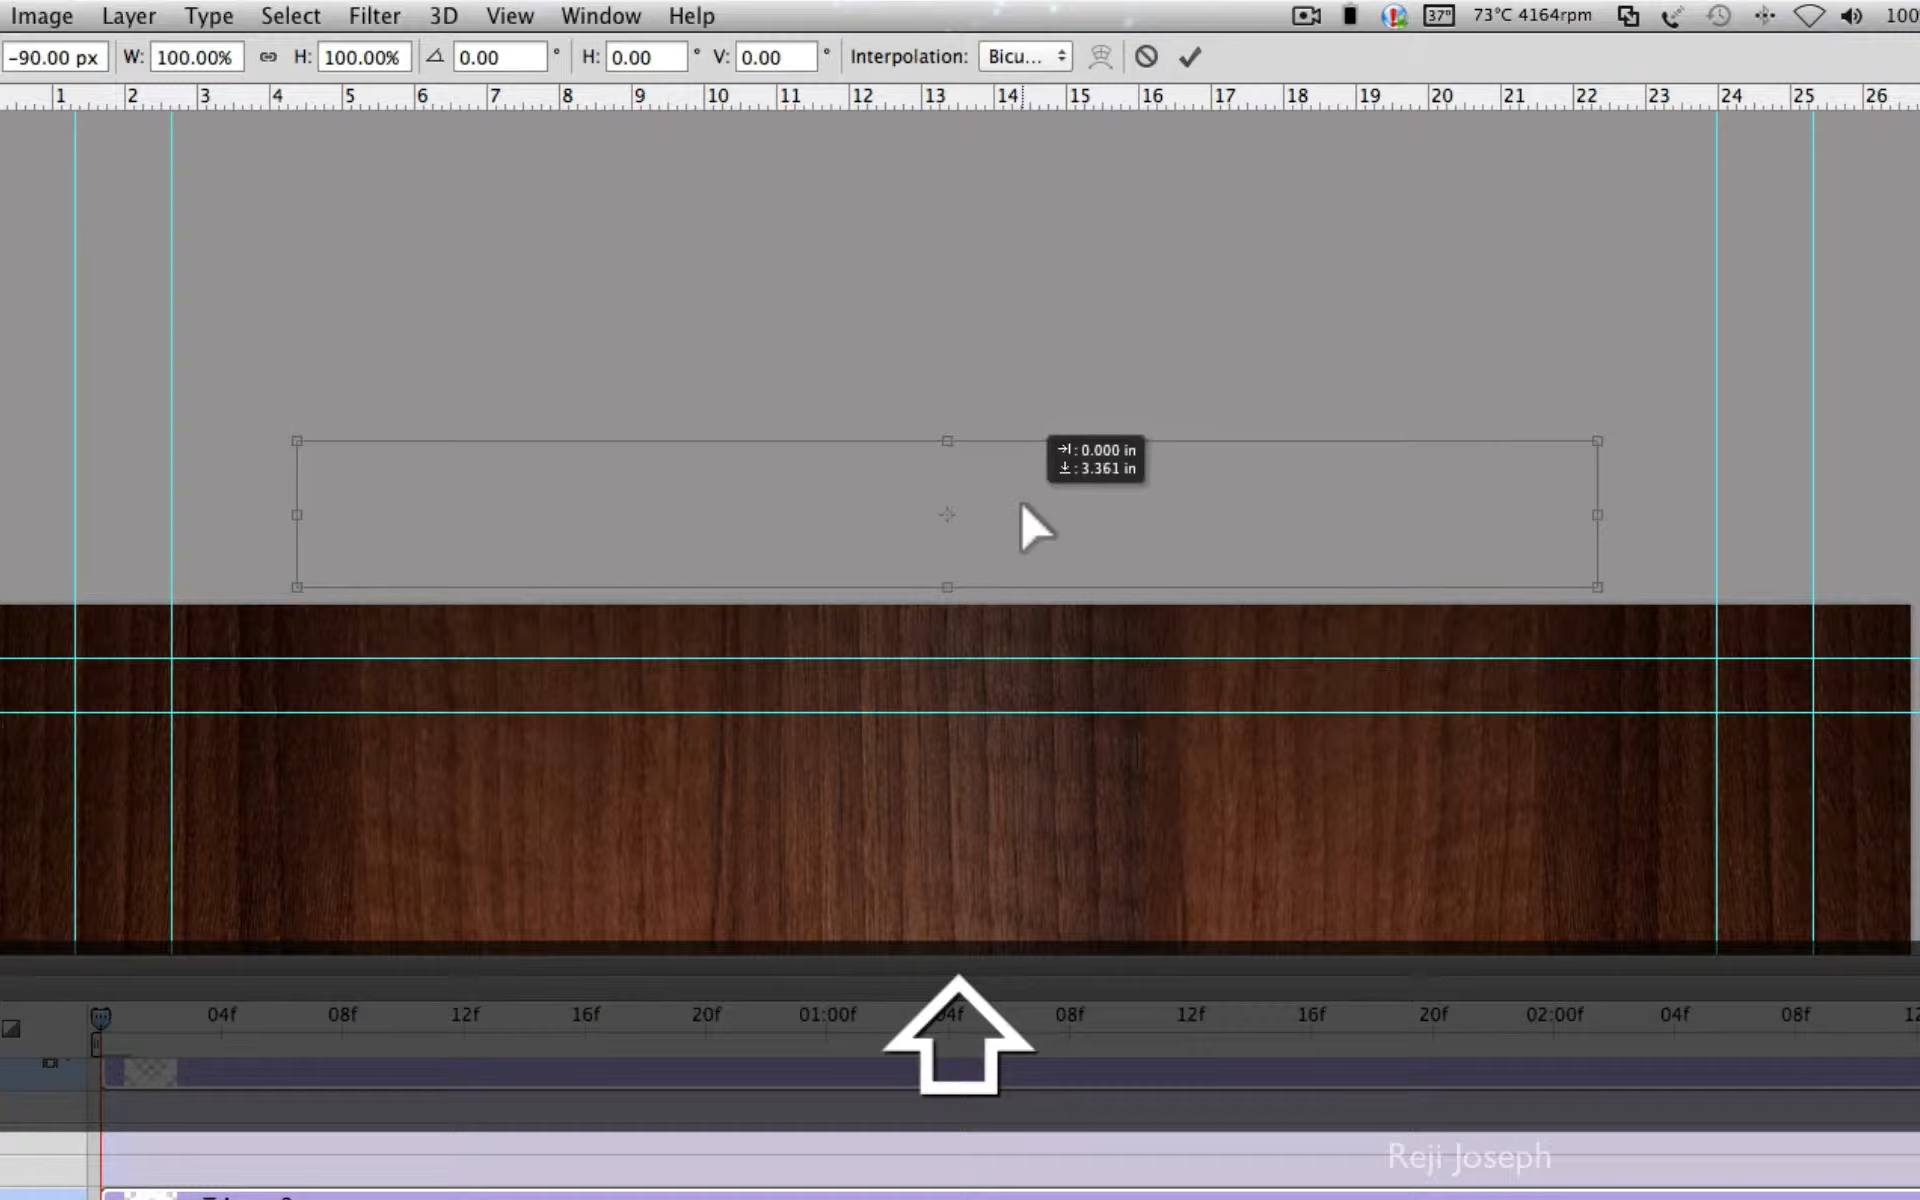 Image Layer Type Select Filter 3D View Window Help 37° 73°C 4164rpm 100
-90.00 px W: 100.00% H: 100.00% 0.00 ° H: 0.00 ° V: 0.00 ° Interpolation: Bicu...
1 2 3 4 5 6 7 8 9 10 11 12 13 14 15 16 17 18 19 20 21 22 23 24 25 26
: 0.000 in
: 3.361 in
04f 08f 12f 16f 20f 01:00f 04f 08f 12f 16f 20f 02:00f 04f 08f 12
Reji Joseph